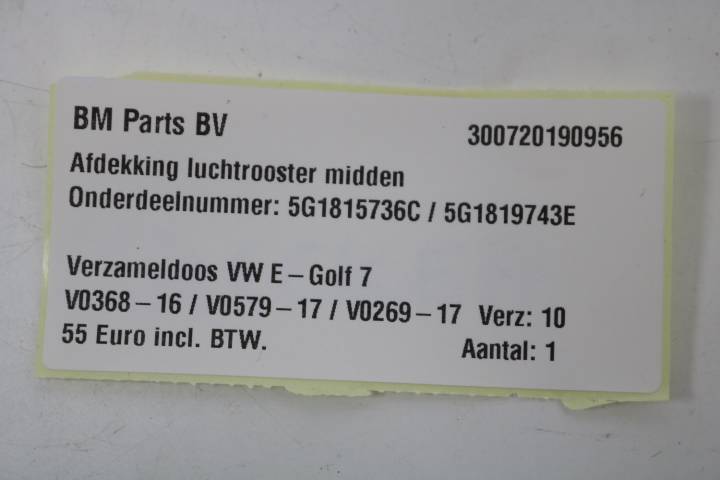 BM Parts BV 300720190956
Afdekking luchtrooster midden
Onderdeelnummer: 5G1815736C / 5G1819743E
Verzameldoos VW E – Golf 7
V0368 – 16 / V0579 – 17 / V0269 – 17 Verz: 10
55 Euro incl. BTW. Aantal: 1